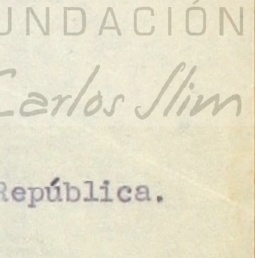 UNDACIÓN
Carlos Slim
República.